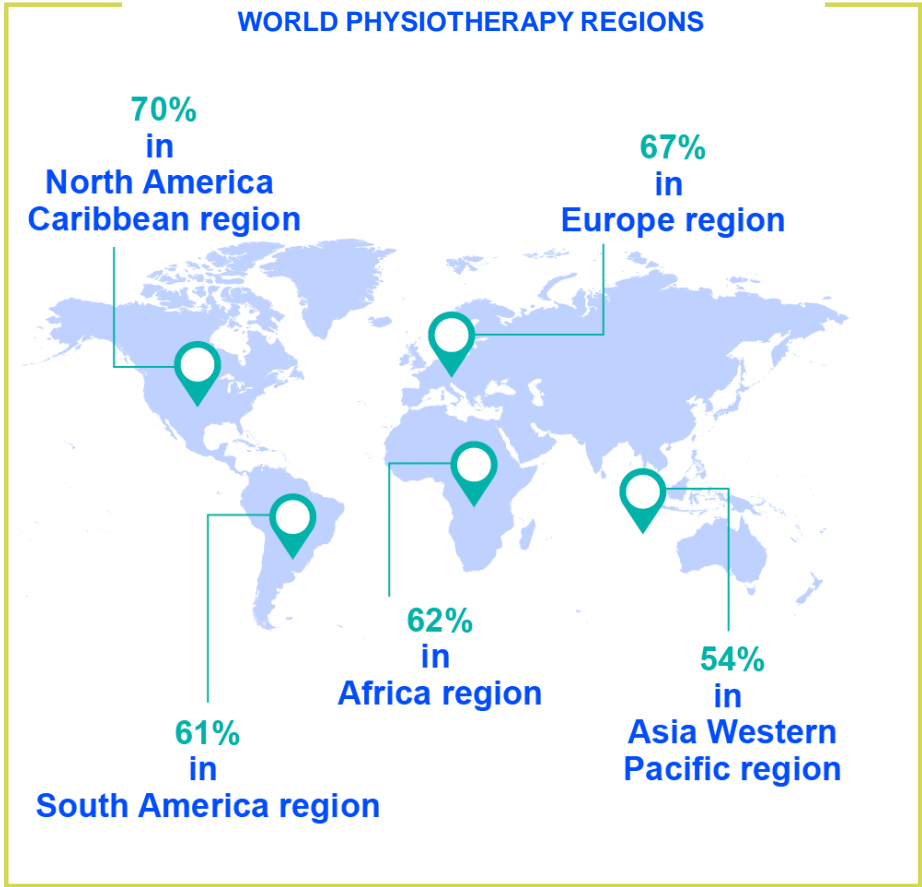 WORLD PHYSIOTHERAPY REGIONS
70%
in
North America
Caribbean region
67%
in
Europe region
62%
in
Africa region
54%
in
Asia Western
Pacific region
61%
in
South America region